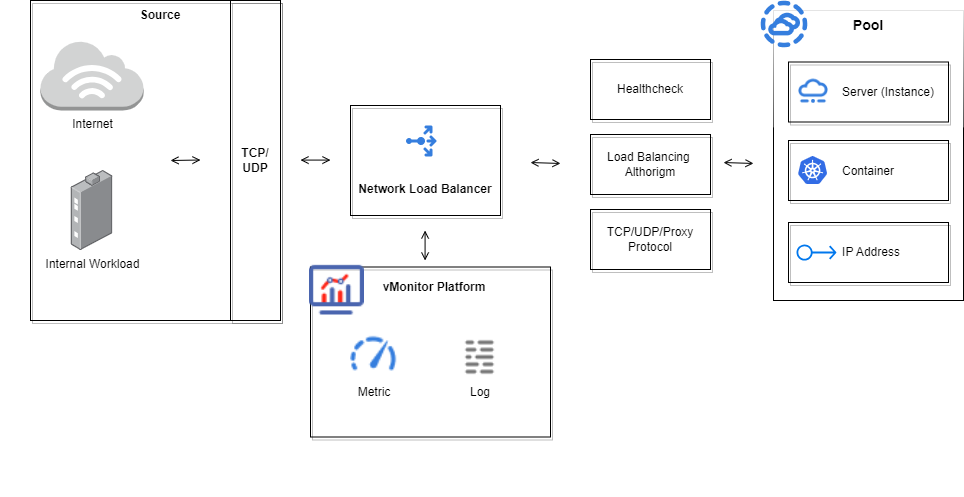 Source
Internet
Internal Workload
TCP/
UDP
Network Load Balancer
vMonitor Platform
Metric
Log
Healthcheck
Load Balancing
Althorigm
TCP/UDP/Proxy
Protocol
Pool
Server (Instance)
Container
IP Address